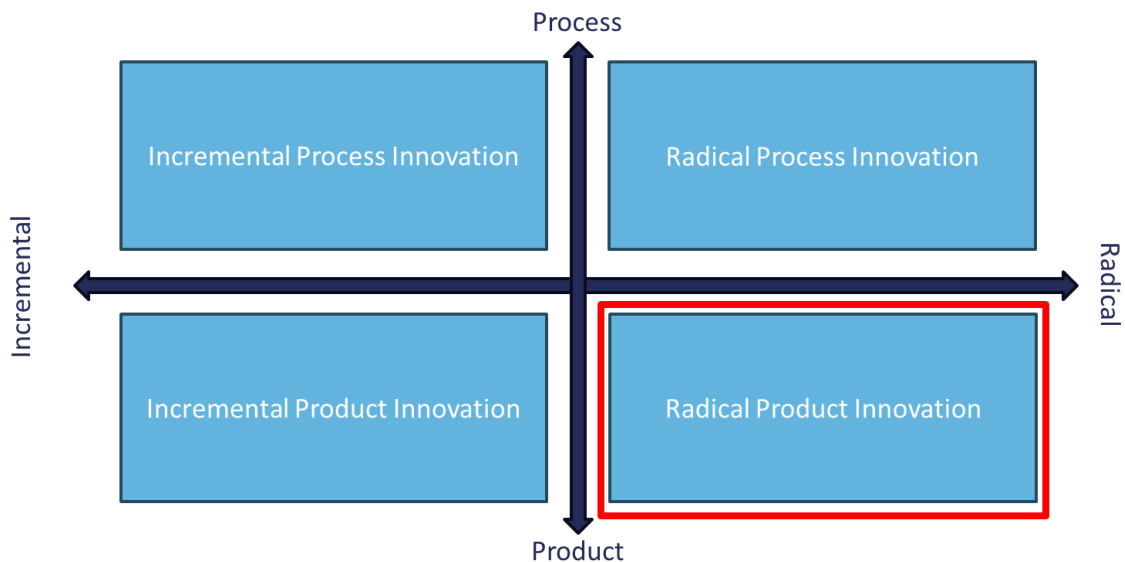 Process
Incremental Process Innovation
Radical Process Innovation
Incremental
Radical
Incremental Product Innovation
Radical Product Innovation
Product